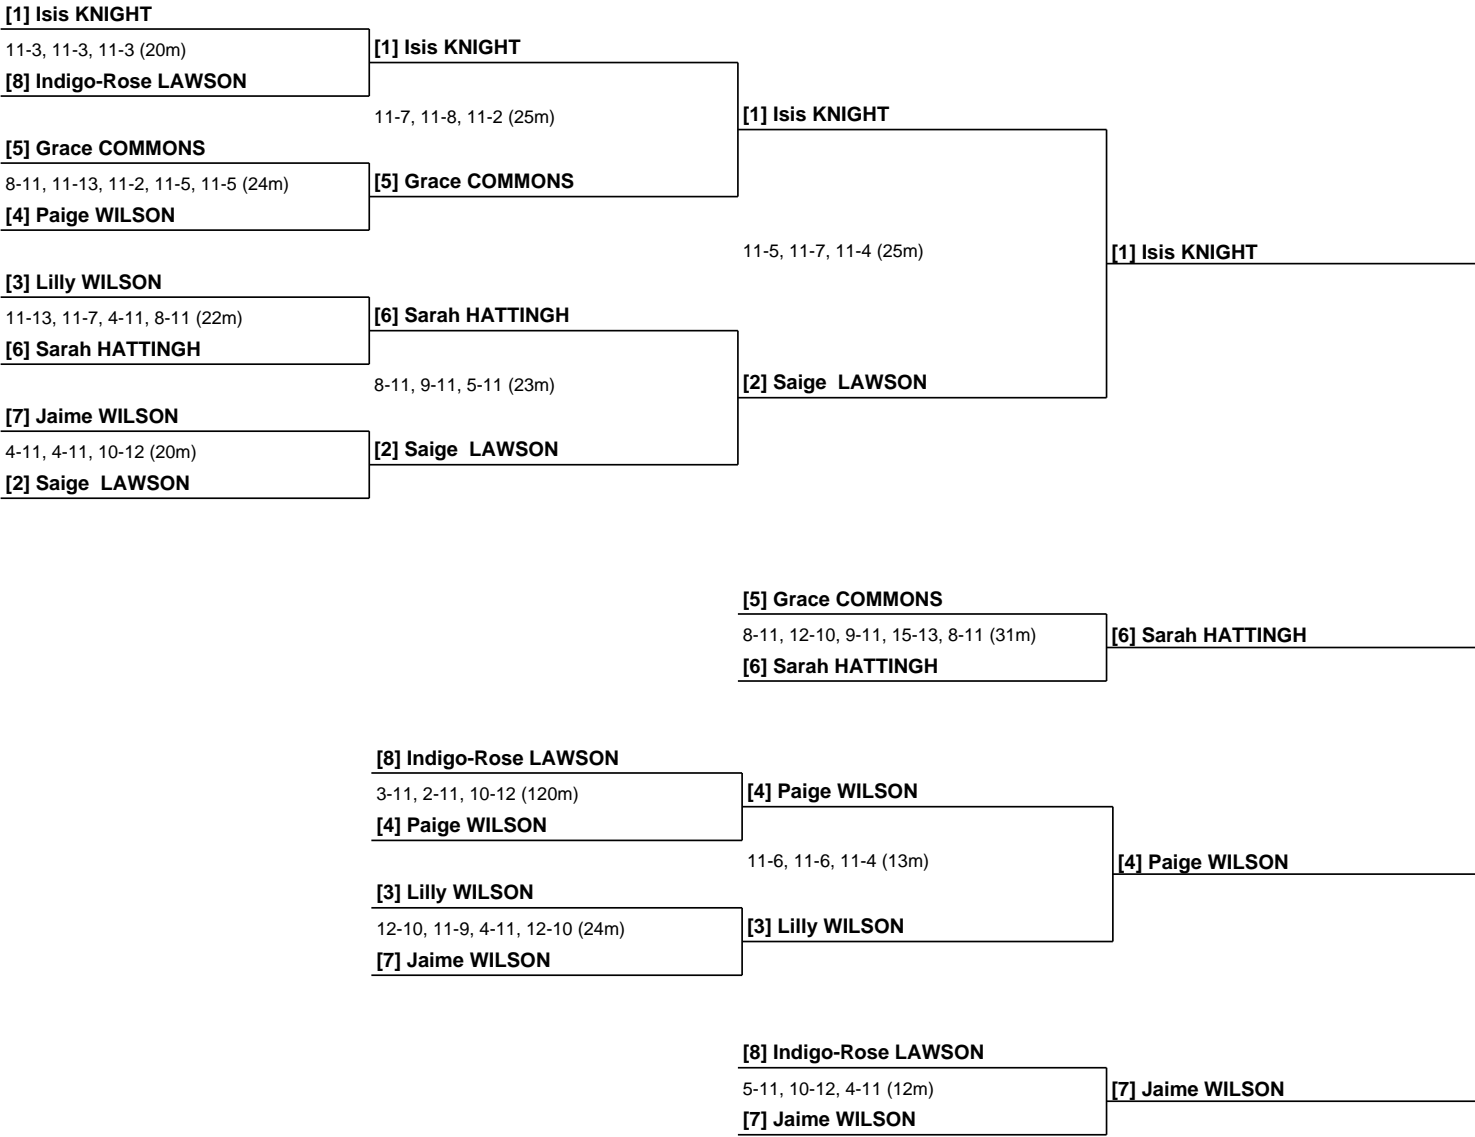 [1] Isis KNIGHT
11-3, 11-3, 11-3 (20m)
[1] Isis KNIGHT
[8] Indigo-Rose LAWSON
11-7, 11-8, 11-2 (25m)
[1] Isis KNIGHT
[5] Grace COMMONS
8-11, 11-13, 11-2, 11-5, 11-5 (24m)
[5] Grace COMMONS
[4] Paige WILSON
11-5, 11-7, 11-4 (25m)
[1] Isis KNIGHT
[3] Lilly WILSON
11-13, 11-7, 4-11, 8-11 (22m)
[6] Sarah HATTINGH
[6] Sarah HATTINGH
8-11, 9-11, 5-11 (23m)
[2] Saige  LAWSON
[7] Jaime WILSON
4-11, 4-11, 10-12 (20m)
[2] Saige  LAWSON
[2] Saige  LAWSON
[5] Grace COMMONS
8-11, 12-10, 9-11, 15-13, 8-11 (31m)
[6] Sarah HATTINGH
[6] Sarah HATTINGH
[8] Indigo-Rose LAWSON
3-11, 2-11, 10-12 (120m)
[4] Paige WILSON
[4] Paige WILSON
11-6, 11-6, 11-4 (13m)
[4] Paige WILSON
[3] Lilly WILSON
12-10, 11-9, 4-11, 12-10 (24m)
[3] Lilly WILSON
[7] Jaime WILSON
[8] Indigo-Rose LAWSON
5-11, 10-12, 4-11 (12m)
[7] Jaime WILSON
[7] Jaime WILSON